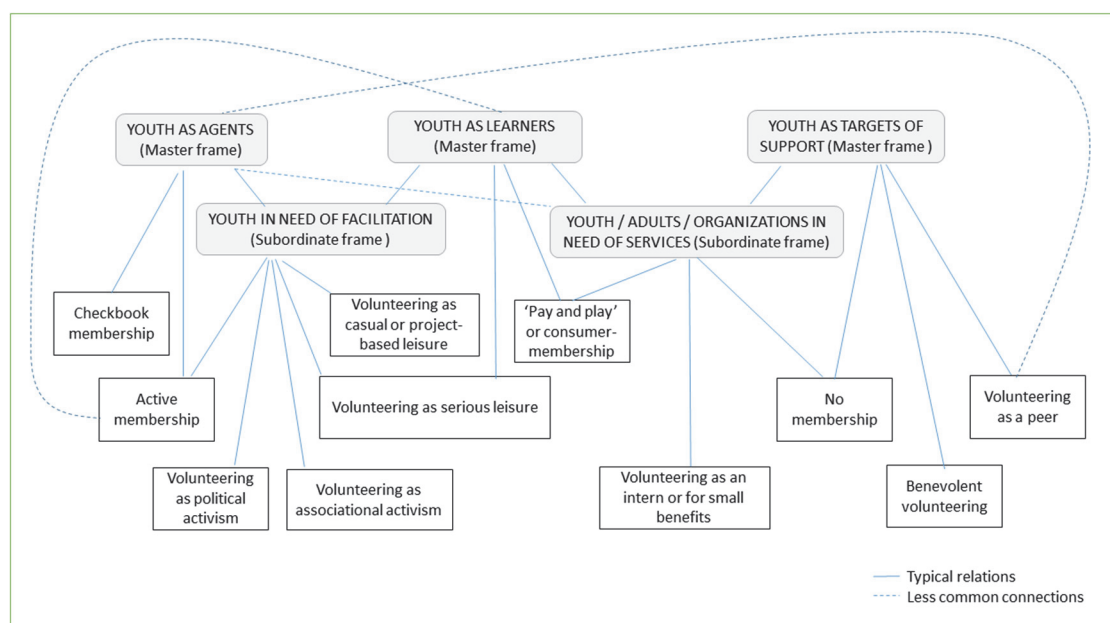 YOUTH AS AGENTS
(Master frame)
YOUTH AS LEARNERS
(Master frame)
YOUTH AS TARGETS OF
SUPPORT (Master frame )
YOUTH IN NEED OF FACILITATION
(Subordinate frame )
YOUTH / ADULTS / ORGANIZATIONS IN
NEED OF SERVICES (Subordinate frame)
Checkbook
membership
Volunteering as
casual or project-
based leisure
‘Pay and play’
or consumer-
membership
Active
membership
Volunteering as serious leisure
No
membership
Volunteering
as a peer
Volunteering
as political
activism
Volunteering as
associational activism
Volunteering as an
intern or for small
benefits
Benevolent
volunteering
Typical relations
Less common connections